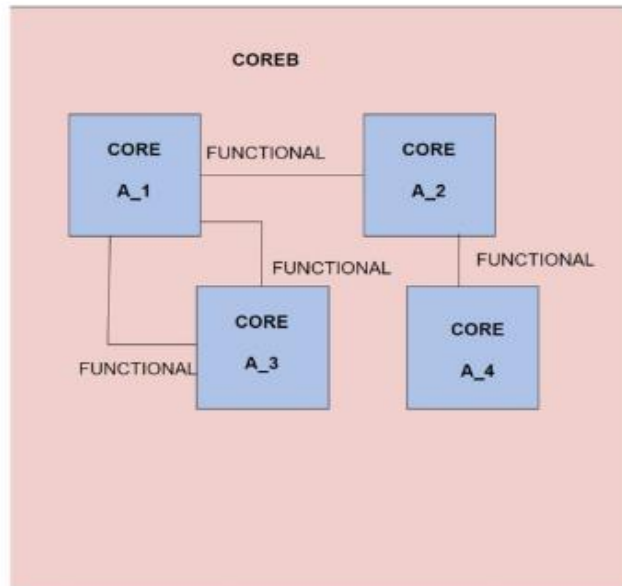 COREB
CORE
A_1
FUNCTIONAL
CORE
A_2
FUNCTIONAL
FUNCTIONAL
CORE
A_3
FUNCTIONAL
CORE
A_4